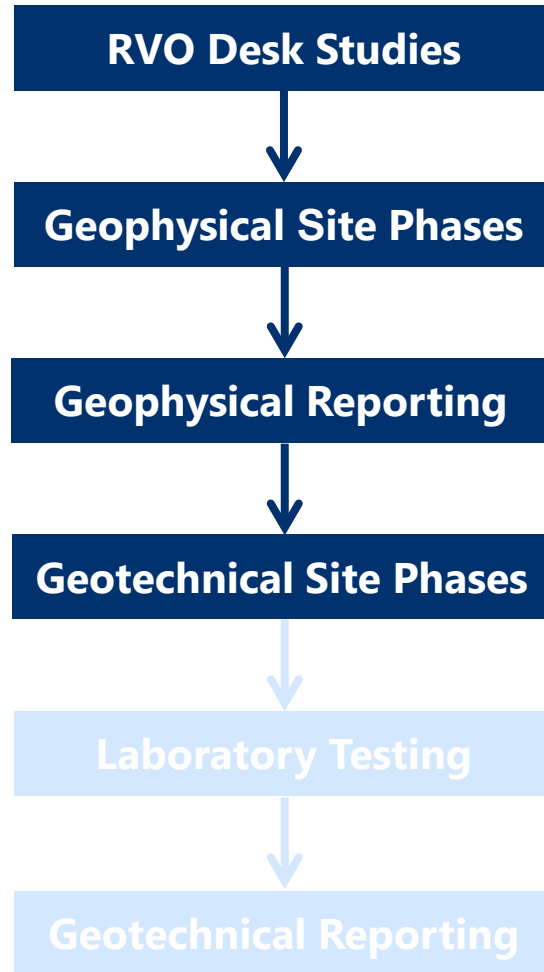 RVO Desk Studies
Geophysical Site Phases
Geophysical Reporting
Geotechnical Site Phases
Laboratory Testing
Geotechnical Reporting